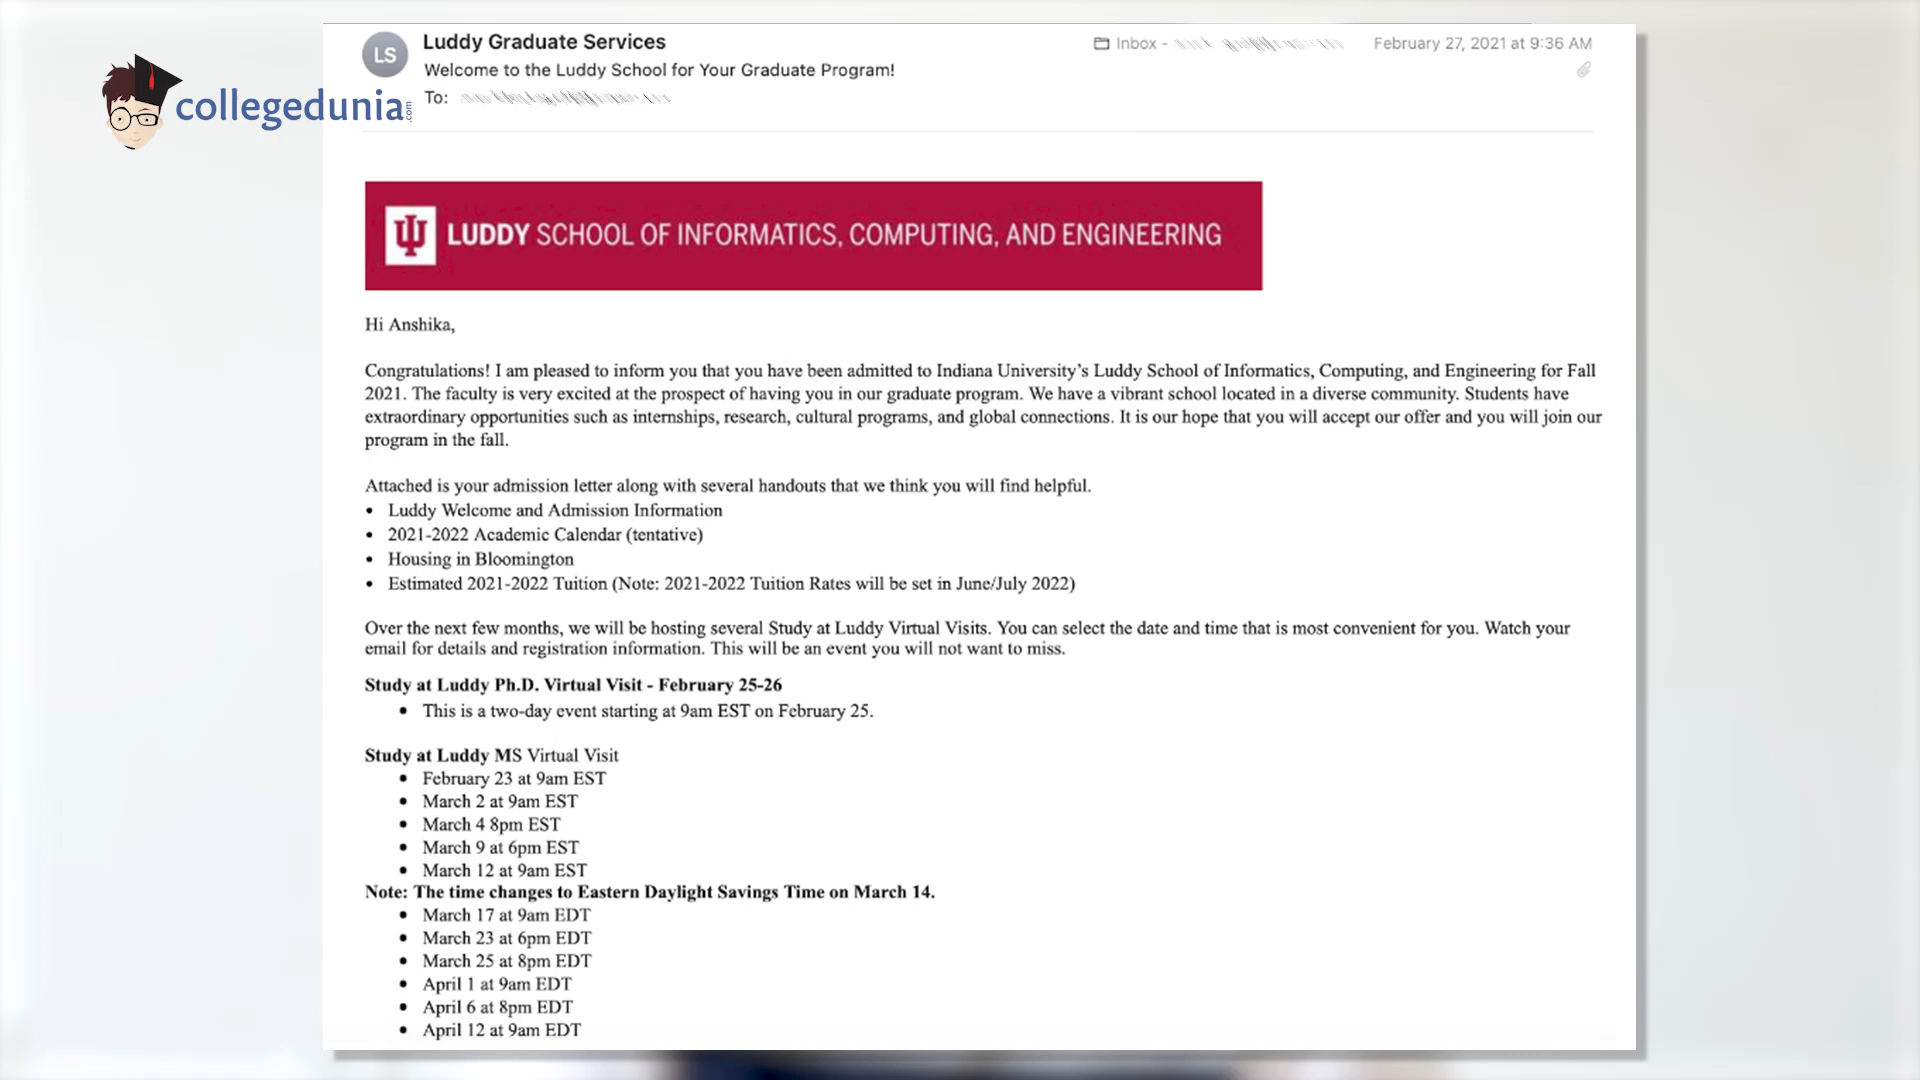 LS
Luddy Graduate Services
Inbox -
February 27, 2021 at 9:36 AM
Welcome to the Luddy School for Your Graduate Program!
To:
collegedunia
.com
LUDDY SCHOOL OF INFORMATICS, COMPUTING, AND ENGINEERING
Hi Anshika,
Congratulations! I am pleased to inform you that you have been admitted to Indiana University's Luddy School of Informatics, Computing, and Engineering for Fall
2021. The faculty is very excited at the prospect of having you in our graduate program. We have a vibrant school located in a diverse community. Students have
extraordinary opportunities such as internships, research, cultural programs, and global connections. It is our hope that you will accept our offer and you will join our
program in the fall.
Attached is your admission letter along with several handouts that we think you will find helpful.
• Luddy Welcome and Admission Information
• 2021-2022 Academic Calendar (tentative)
• Housing in Bloomington
• Estimated 2021-2022 Tuition (Note: 2021-2022 Tuition Rates will be set in June/July 2022)
Over the next few months, we will be hosting several Study at Luddy Virtual Visits. You can select the date and time that is most convenient for you. Watch your
email for details and registration information. This will be an event you will not want to miss.
Study at Luddy Ph.D. Virtual Visit - February 25-26
• This is a two-day event starting at 9am EST on February 25.
Study at Luddy MS Virtual Visit
• February 23 at 9am EST
• March 2 at 9am EST
• March 4 8pm EST
• March 9 at 6pm EST
• March 12 at 9am EST
Note: The time changes to Eastern Daylight Savings Time on March 14.
• March 17 at 9am EDT
• March 23 at 6pm EDT
• March 25 at 8pm EDT
• April 1 at 9am EDT
• April 6 at 8pm EDT
• April 12 at 9am EDT